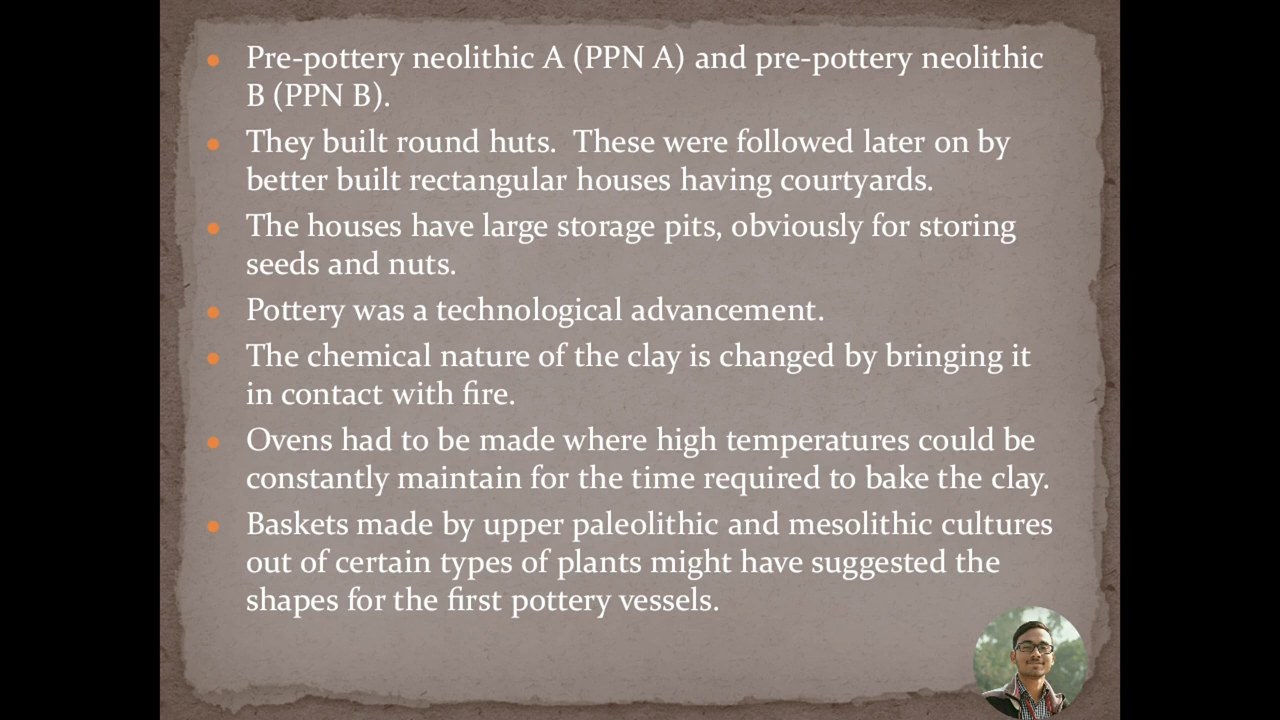 Pre-pottery neolithic A (PPN A) and pre-pottery neolithic
B (PPN B).
They built round huts.  These were followed later on by
better built rectangular houses having courtyards.
The houses have large storage pits, obviously for storing
seeds and nuts.
Pottery was a technological advancement.
The chemical nature of the clay is changed by bringing it
in contact with fire.
Ovens had to be made where high temperatures could be
constantly maintain for the time required to bake the clay.
Baskets made by upper paleolithic and mesolithic cultures
out of certain types of plants might have suggested the
shapes for the first pottery vessels.